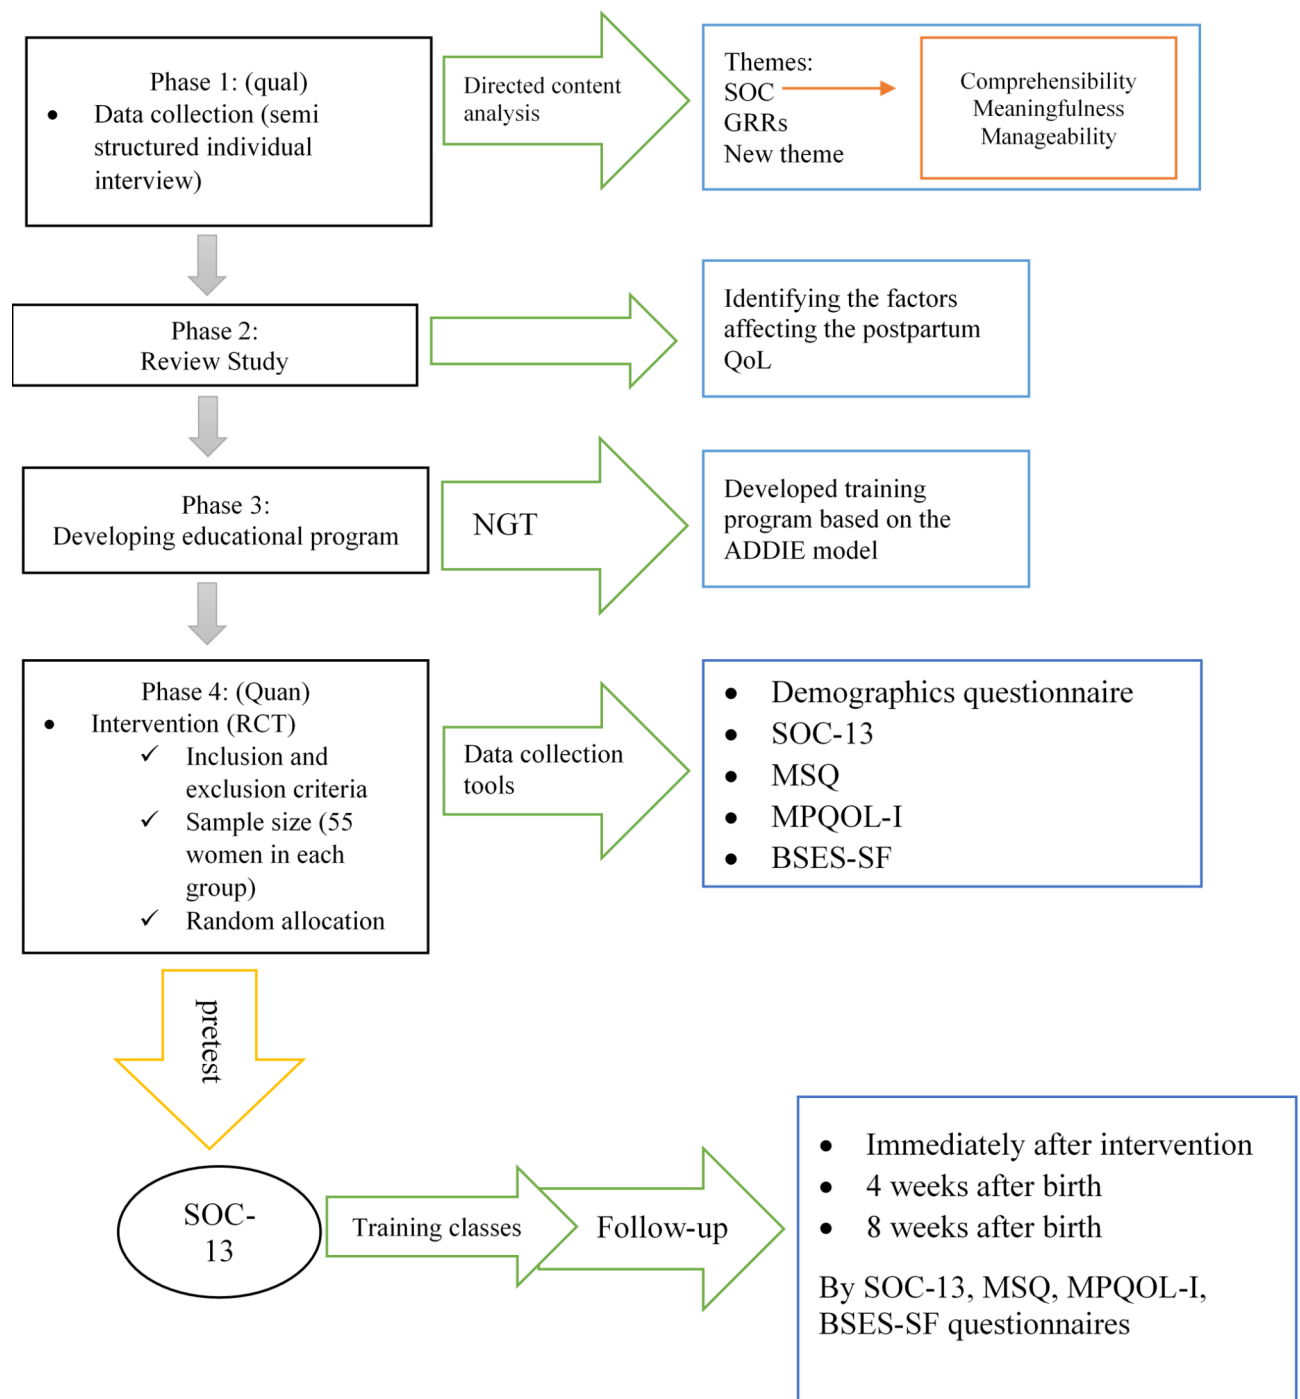 Phase 1: (qual)
• Data collection (semi
structured individual
interview)
Directed content
analysis
Themes:
SOC
GRRs
New theme
Comprehensibility
Meaningfulness
Manageability
Phase 2:
Review Study
Identifying the factors
affecting the postpartum
QoL
Phase 3:
Developing educational program
NGT
Developed training
program based on the
ADDIE model
Phase 4: (Quan)
• Intervention (RCT)
✓ Inclusion and
exclusion criteria
✓ Sample size (55
women in each
group)
✓ Random allocation
Data collection
tools
• Demographics questionnaire
• SOC-13
• MSQ
• MPQOL-I
• BSES-SF
pretest
SOC-
13
Training classes
Follow-up
• Immediately after intervention
• 4 weeks after birth
• 8 weeks after birth
By SOC-13, MSQ, MPQOL-I,
BSES-SF questionnaires